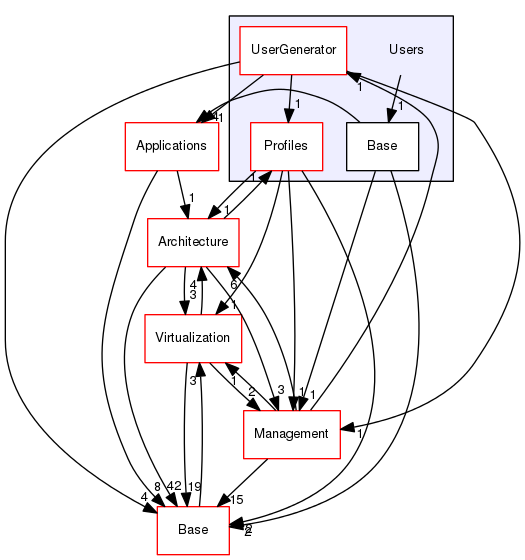 UserGenerator
Users
1
1
1
41
Applications
Profiles
Base
1
1
1
Architecture
4
3
6
1
Virtualization
3
1
2
3
1
1
Management
1
8
42
19
4
15
Base
2